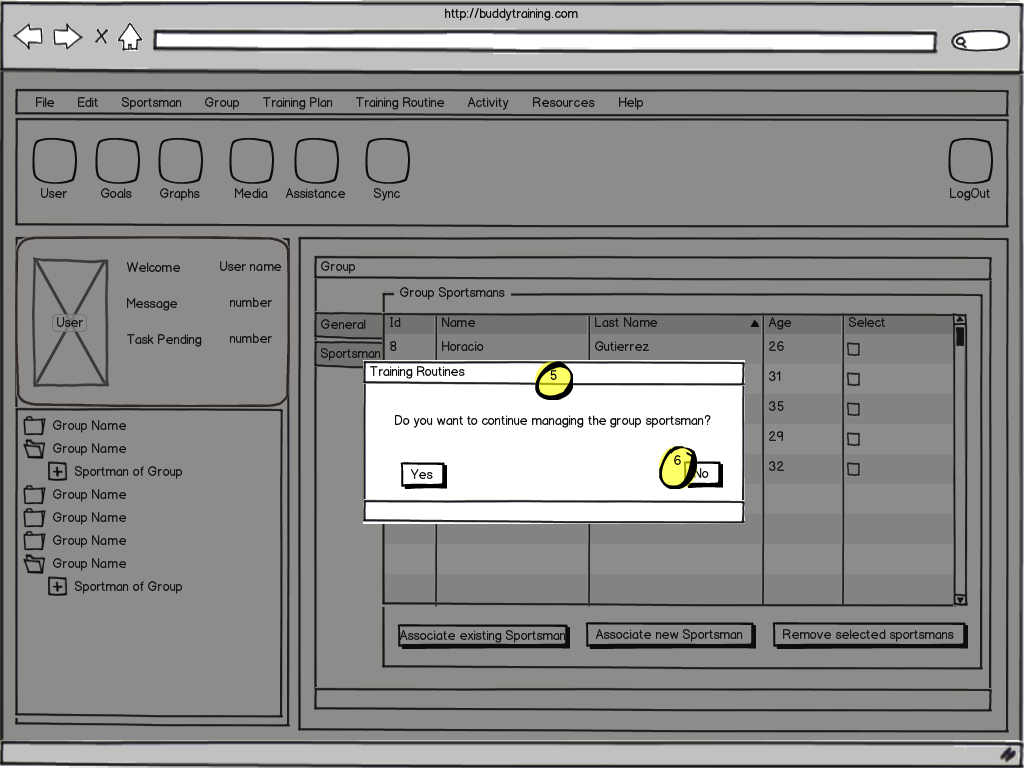 http://buddytraining.com
File Edit Sportsman Group Training Plan Training Routine Activity Resources Help
User Goals Graphs Media Assistance Sync LogOut
Welcome User name
Message number
User
Task Pending number
Group Name
Group Name
Sportman of Group
Group Name
Group Name
Group Name
Group Name
Sportman of Group
Group
Group Sportsmans
General
Sportsman
Id Name Last Name Age Select
8 Horacio Gutierrez 26
31
35
29
32
Training Routines
5
Do you want to continue managing the group sportsman?
Yes
6
No
Associate existing Sportsman Associate new Sportsman Remove selected sportsmans